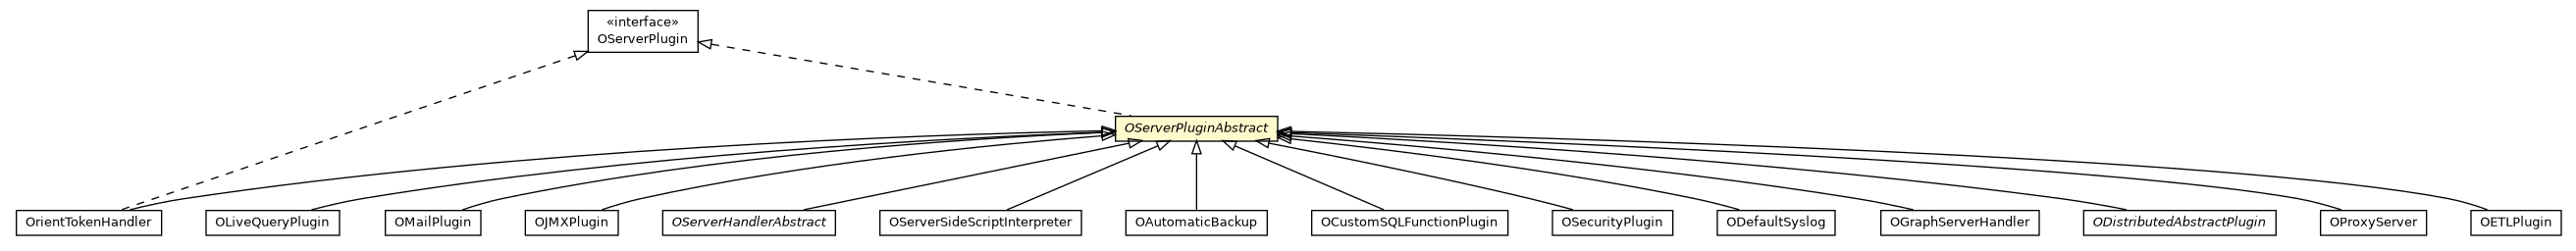 «interface»
OServerPlugin
OServerPluginAbstract
OrientTokenHandler
OLiveQueryPlugin
OMailPlugin
OJMXPlugin
OServerHandlerAbstract
OServerSideScriptInterpreter
OAutomaticBackup
OCustomSQLFunctionPlugin
OSecurityPlugin
ODefaultSyslog
OGraphServerHandler
ODistributedAbstractPlugin
OProxyServer
OETLPlugin